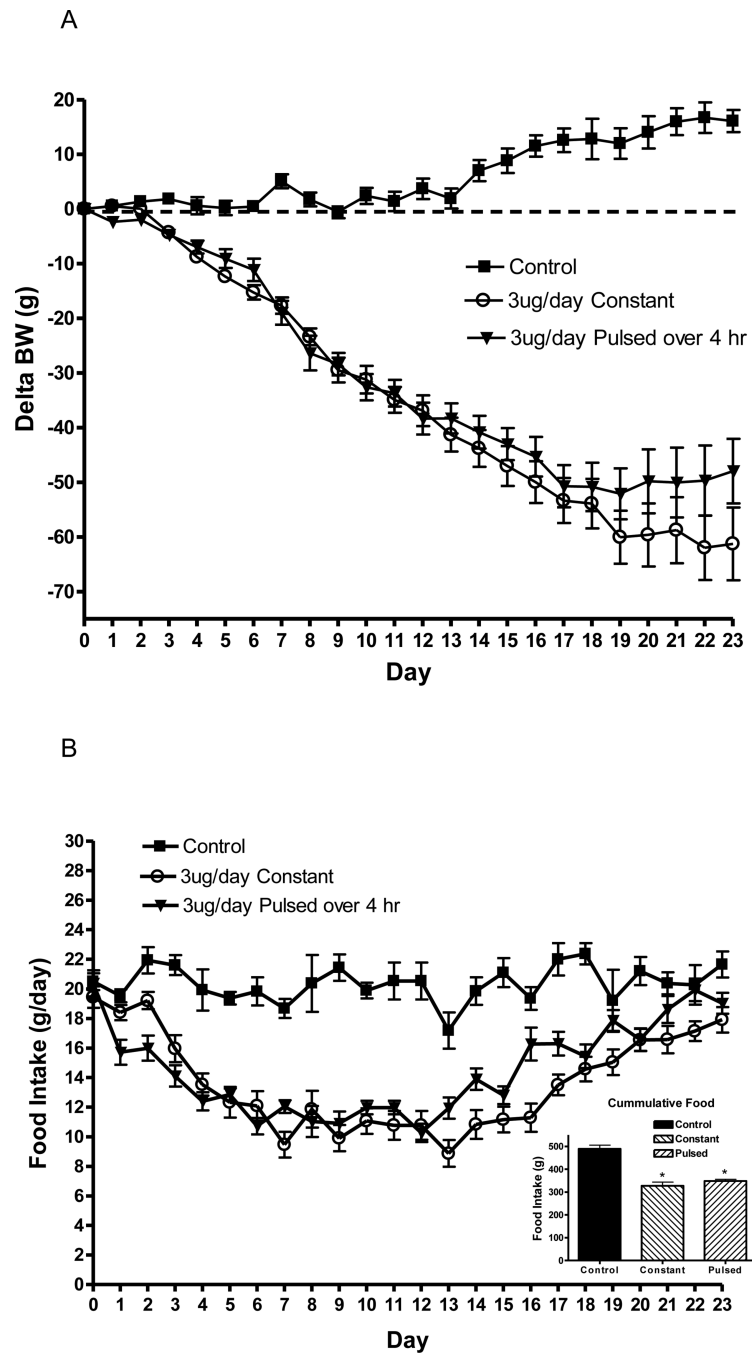 A
20
10
0
-10
-20
-30
-40
-50
-60
-70
Delta BW (g)
Control
3ug/day Constant
3ug/day Pulsed over 4 hr
0 1 2 3 4 5 6 7 8 9 10 11 12 13 14 15 16 17 18 19 20 21 22 23
Day
B
30
28
26
24
22
20
18
16
14
12
10
8
6
4
2
0
Food Intake (g/day)
Control
3ug/day Constant
3ug/day Pulsed over 4 hr
Cummulative Food
Control
Constant
Pulsed
500
400
300
200
100
0
Food Intake (g)
* *
Control Constant Pulsed
0 1 2 3 4 5 6 7 8 9 10 11 12 13 14 15 16 17 18 19 20 21 22 23
Day